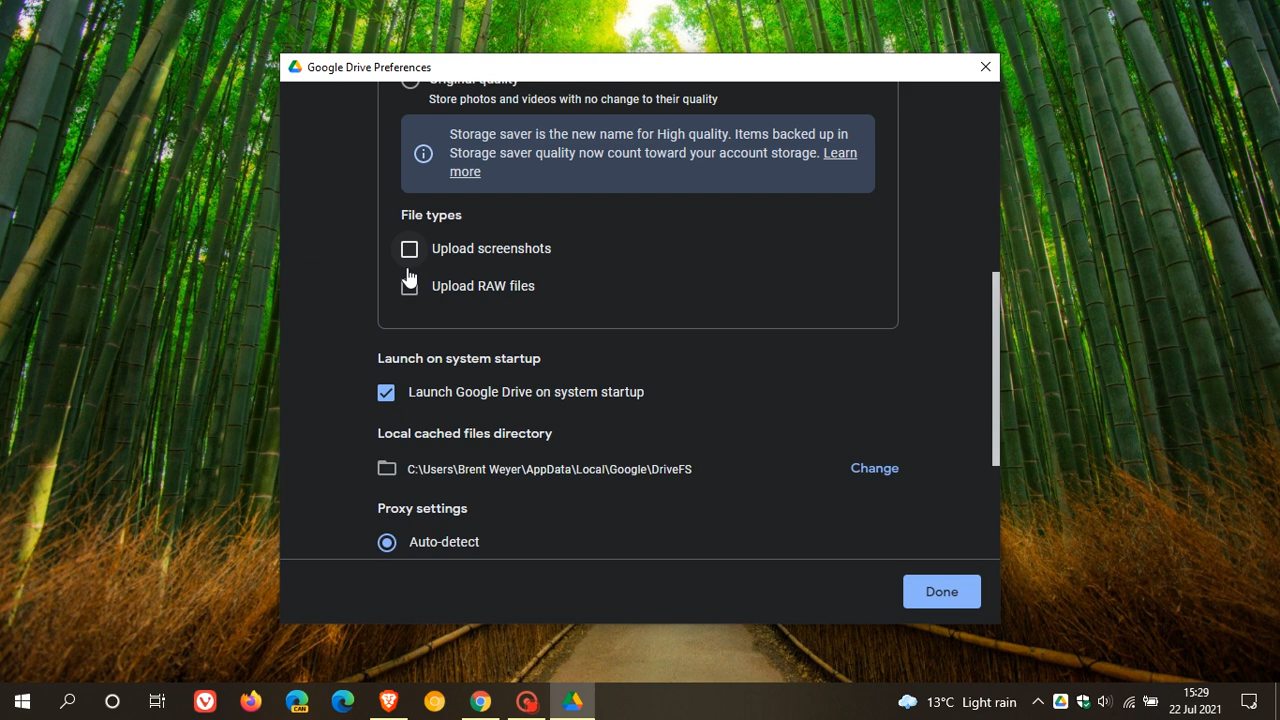 Google Drive Preferences
Original quality
Store photos and videos with no change to their quality
Storage saver is the new name for High quality. Items backed up in
Storage saver quality now count toward your account storage. Learn
more
File types
Upload screenshots
Upload RAW files
Launch on system startup
Launch Google Drive on system startup
Local cached files directory
C:\Users\Brent Weyer\AppData\Local\Google\DriveFS
Change
Proxy settings
Auto-detect
Done
CAN
13°C Light rain
15:29
22 Jul 2021